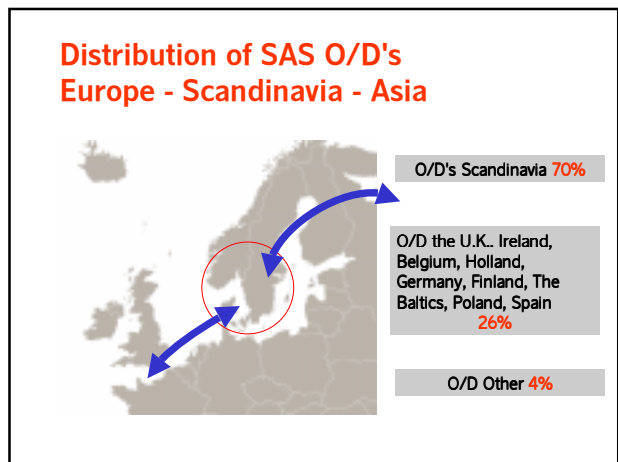 Distribution of SAS O/D's
Europe - Scandinavia - Asia
O/D's Scandinavia 70%
O/D the U.K.. Ireland,
Belgium, Holland,
Germany, Finland, The
Baltics, Poland, Spain
26%
O/D Other 4%